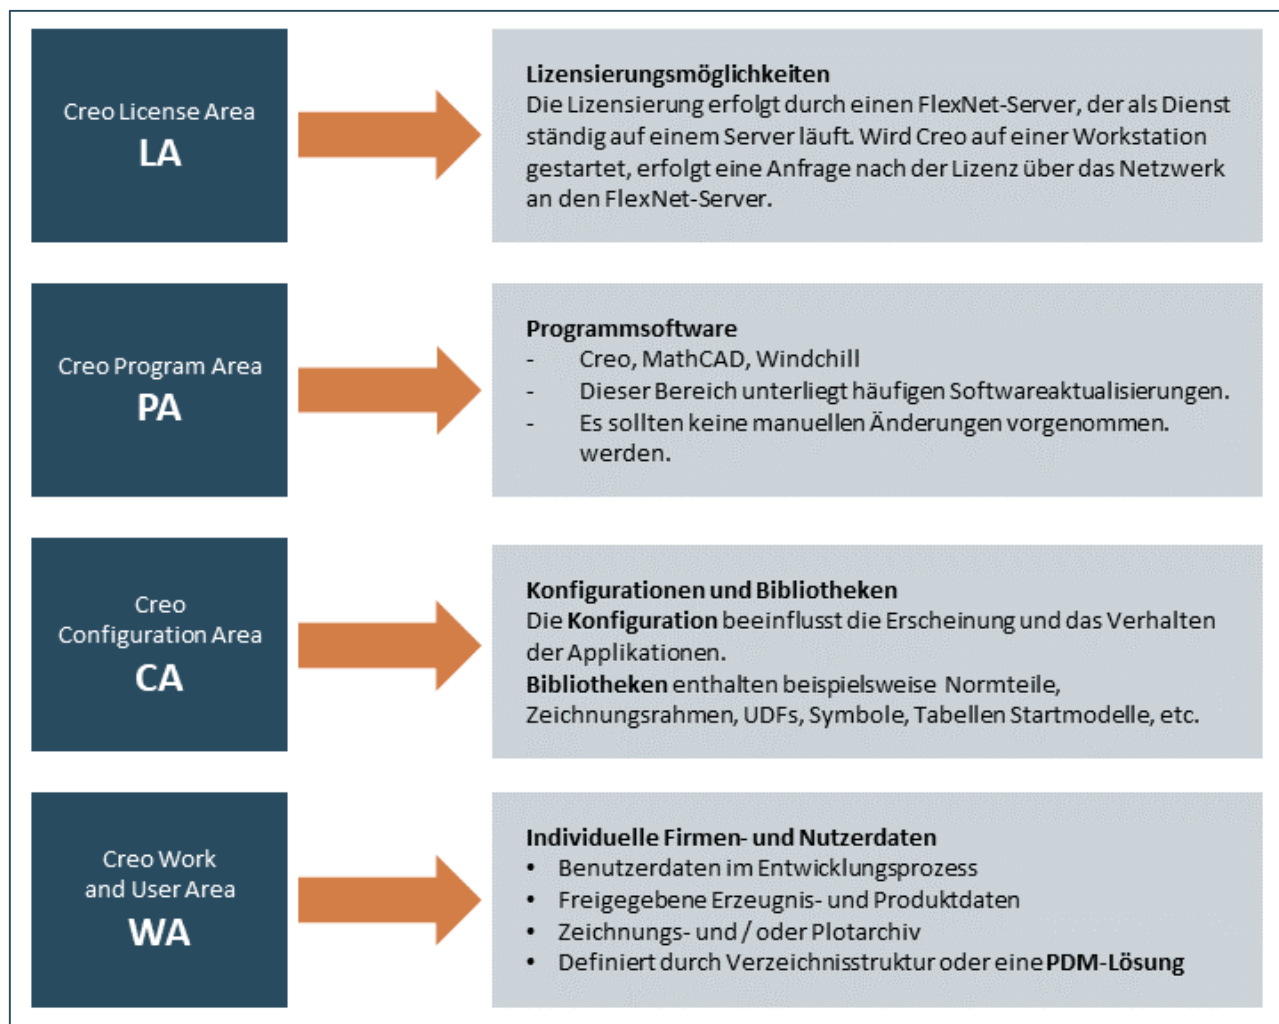 Creo License Area
LA
Lizensierungsmöglichkeiten
Die Lizensierung erfolgt durch einen FlexNet-Server, der als Dienst
ständig auf einem Server läuft. Wird Creo auf einer Workstation
gestartet, erfolgt eine Anfrage nach der Lizenz über das Netzwerk
an den FlexNet-Server.
Creo Program Area
PA
Programmsoftware
- Creo, MathCAD, Windchill
- Dieser Bereich unterliegt häufigen Softwareaktualisierungen.
- Es sollten keine manuellen Änderungen vorgenommen.
werden.
Creo
Configuration Area
CA
Konfigurationen und Bibliotheken
Die Konfiguration beeinflusst die Erscheinung und das Verhalten
der Applikationen.
Bibliotheken enthalten beispielsweise Normteile,
Zeichnungsrahmen, UDFs, Symbole, Tabellen Startmodelle, etc.
Creo Work
and User Area
WA
Individuelle Firmen- und Nutzerdaten
• Benutzerdaten im Entwicklungsprozess
• Freigegebene Erzeugnis- und Produktdaten
• Zeichnungs- und / oder Plotarchiv
• Definiert durch Verzeichnisstruktur oder eine PDM-Lösung